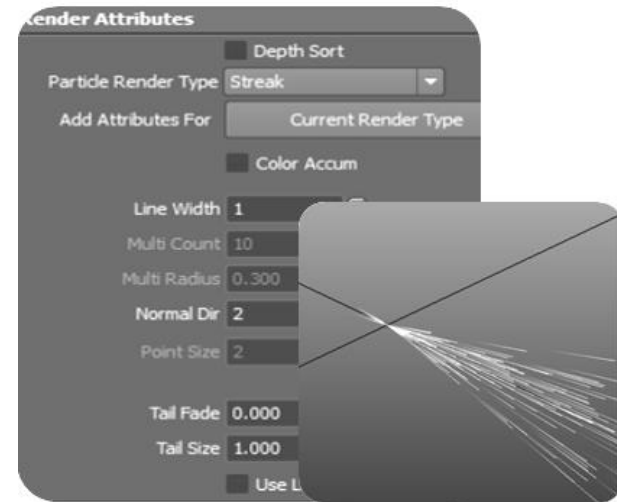 Render Attributes
Depth Sort
Particle Render Type Streak
Add Attributes For Current Render Type
Color Accum
Line Width 1
Multi Count 10
Multi Radius 0.300
Normal Dir 2
Point Size 2
Tail Fade 0.000
Tail Size 1.000
Use